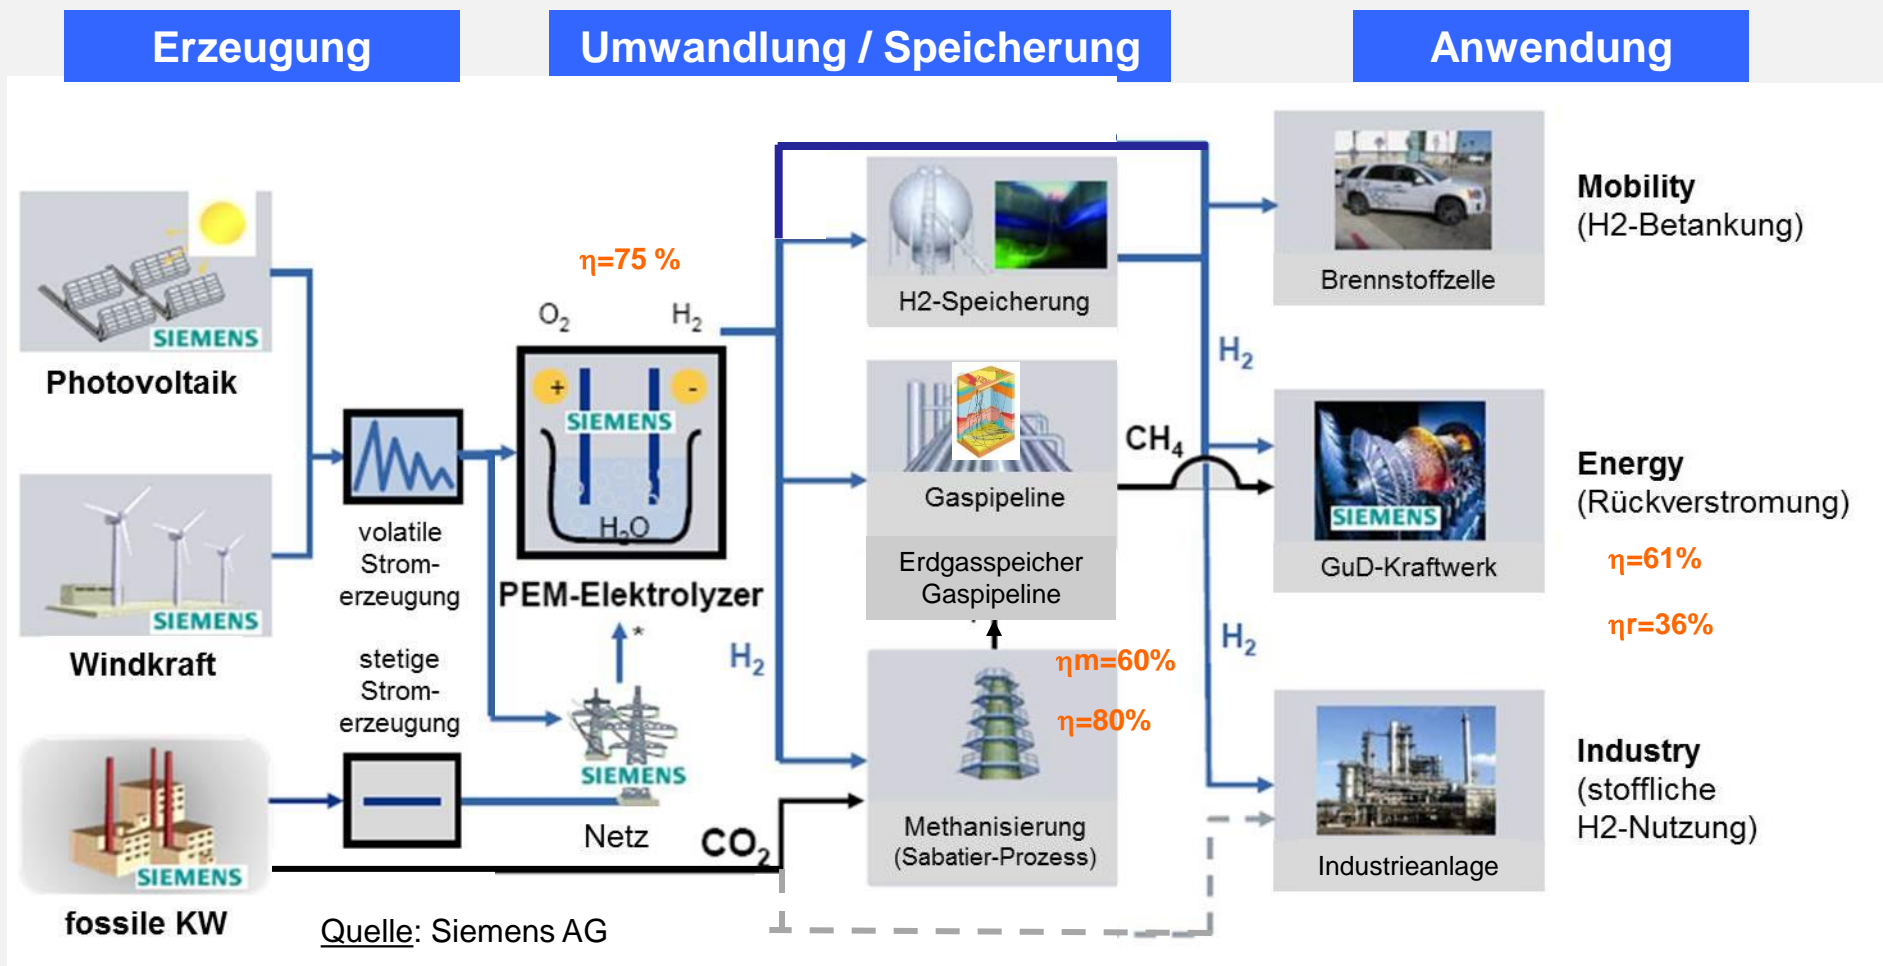 Erzeugung
Umwandlung / Speicherung
Anwendung
SIEMENS
Photovoltaik
SIEMENS
Windkraft
SIEMENS
fossile KW
volatile
Strom-
erzeugung
stetige
Strom-
erzeugung
η=75 %
O₂
H₂
+
-
SIEMENS
H₂O
PEM-Elektrolyzer
*
SIEMENS
Netz
H₂
CO₂
H2-Speicherung
Gaspipeline
Erdgasspeicher
Gaspipeline
ηm=60%
η=80%
Methanisierung
(Sabatier-Prozess)
CH₄
H₂
H₂
Brennstoffzelle
Mobility
(H2-Betankung)
SIEMENS
GuD-Kraftwerk
Energy
(Rückverstromung)
η=61%
ηr=36%
Industrieanlage
Industry
(stoffliche
H2-Nutzung)
Quelle: Siemens AG